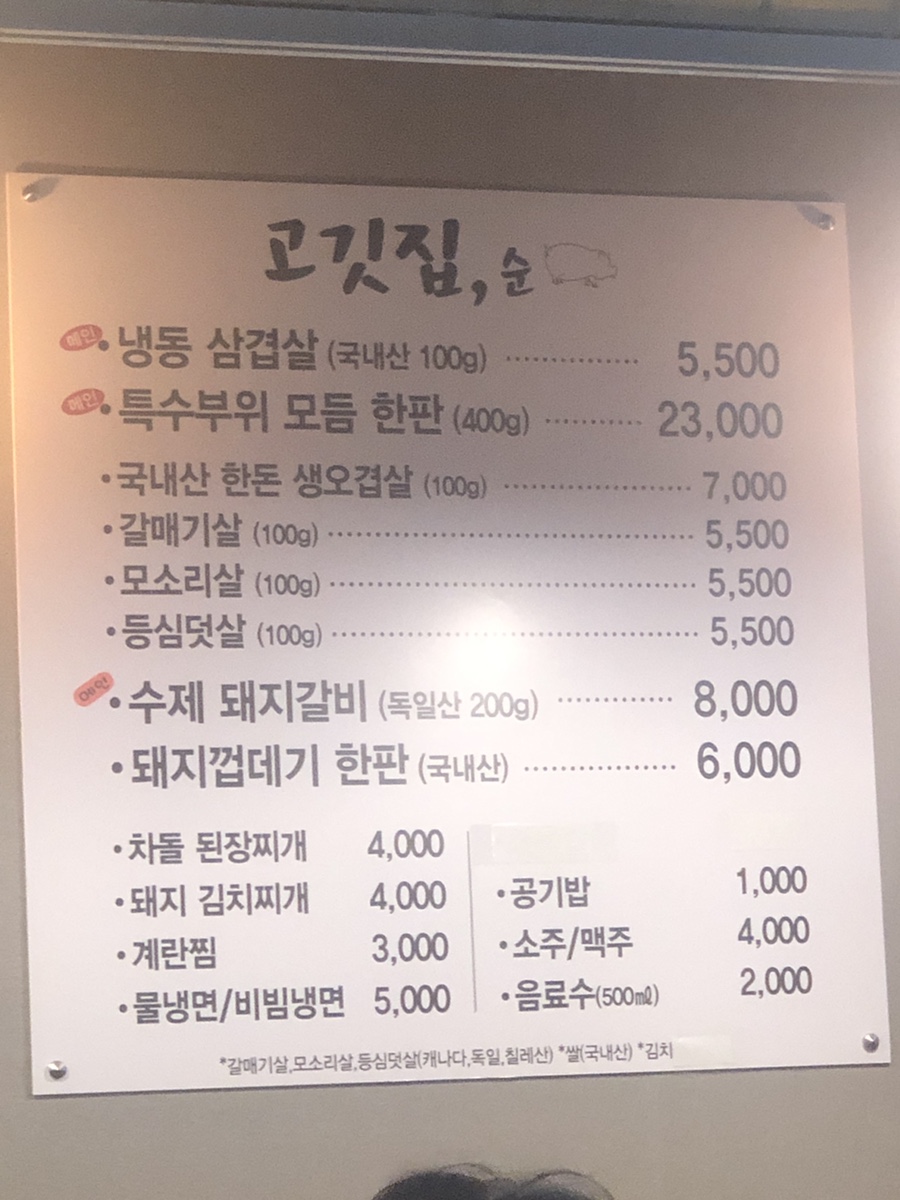 고깃집, 순
메인 · 냉동 삼겹살 (국내산 100g) ·············· 5,500
메인 · 특수부위 모듬 한판 (400g) ·········· 23,000
· 국내산 한돈 생오겹살 (100g) ···················· 7,000
· 갈매기살 (100g) ······································· 5,500
· 모소리살 (100g) ······································· 5,500
· 등심덧살 (100g) ······································· 5,500
메인 · 수제 돼지갈비 (독일산 200g) ············ 8,000
· 돼지껍데기 한판 (국내산) ················ 6,000
· 차돌 된장찌개 4,000
· 돼지 김치찌개 4,000
· 계란찜 3,000
· 물냉면/비빔냉면 5,000
· 공기밥 1,000
· 소주/맥주 4,000
· 음료수(500㎖) 2,000
*갈매기살,모소리살,등심덧살(캐나다,독일,칠레산) *쌀(국내산) *김치